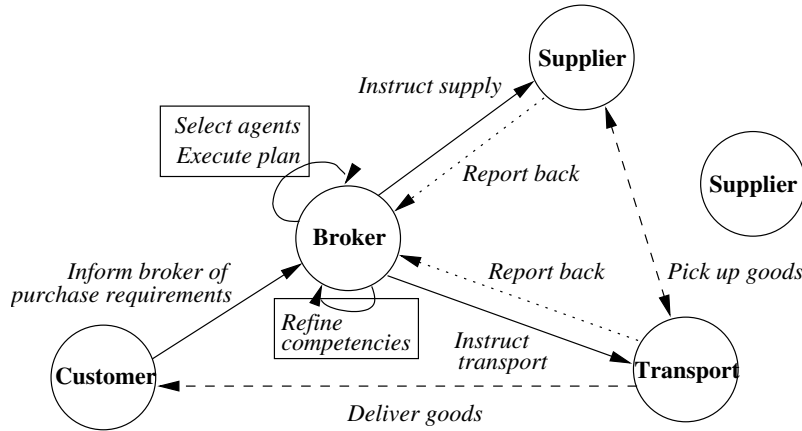 Supplier
Instruct supply
Select agents
Execute plan
Report back
Supplier
Broker
Inform broker of
purchase requirements
Report back
Pick up goods
Refine
competencies
Instruct
transport
Customer
Transport
Deliver goods